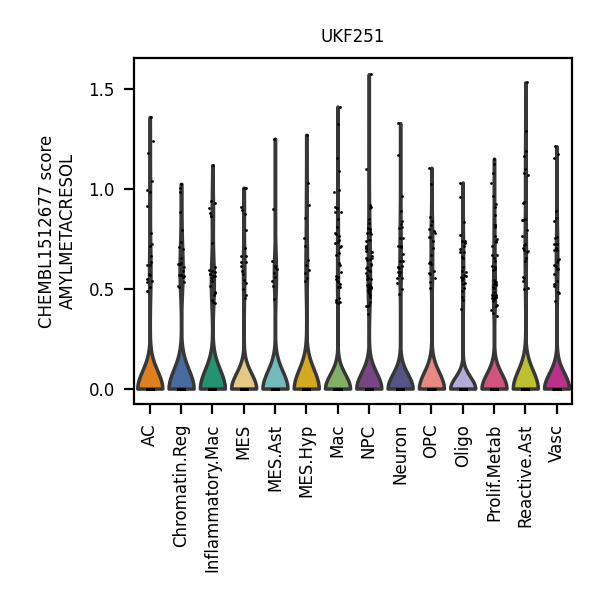 UKF251
CHEMBL1512677 score
AMYLMETACRESOL
1.5
1.0
0.5
0.0
AC
Chromatin.Reg
Inflammatory.Mac
MES
MES.Ast
MES.Hyp
Mac
NPC
Neuron
OPC
Oligo
Prolif.Metab
Reactive.Ast
Vasc